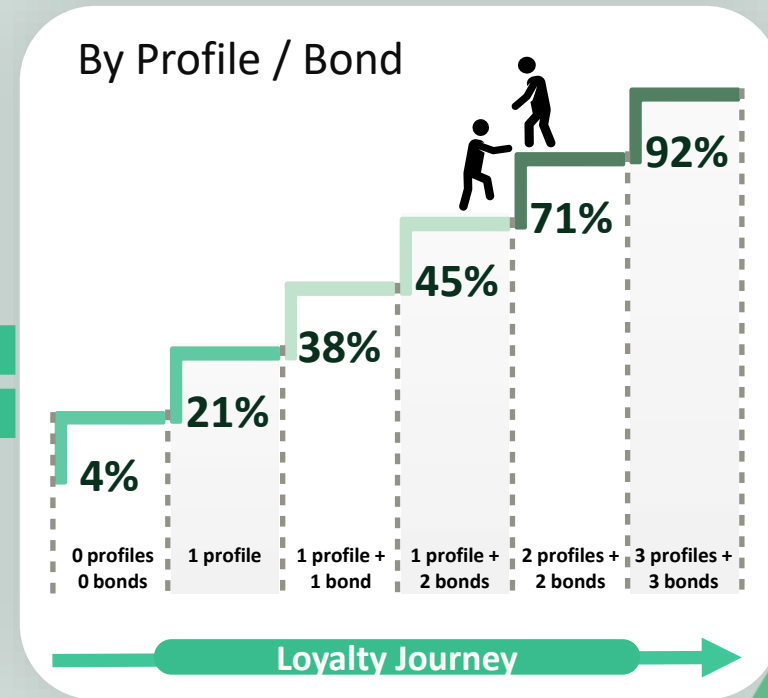 By Profile / Bond
92%
71%
45%
38%
21%
4%
0 profiles
0 bonds
1 profile
1 profile +
1 bond
1 profile +
2 bonds
2 profiles +
2 bonds
3 profiles +
3 bonds
Loyalty Journey